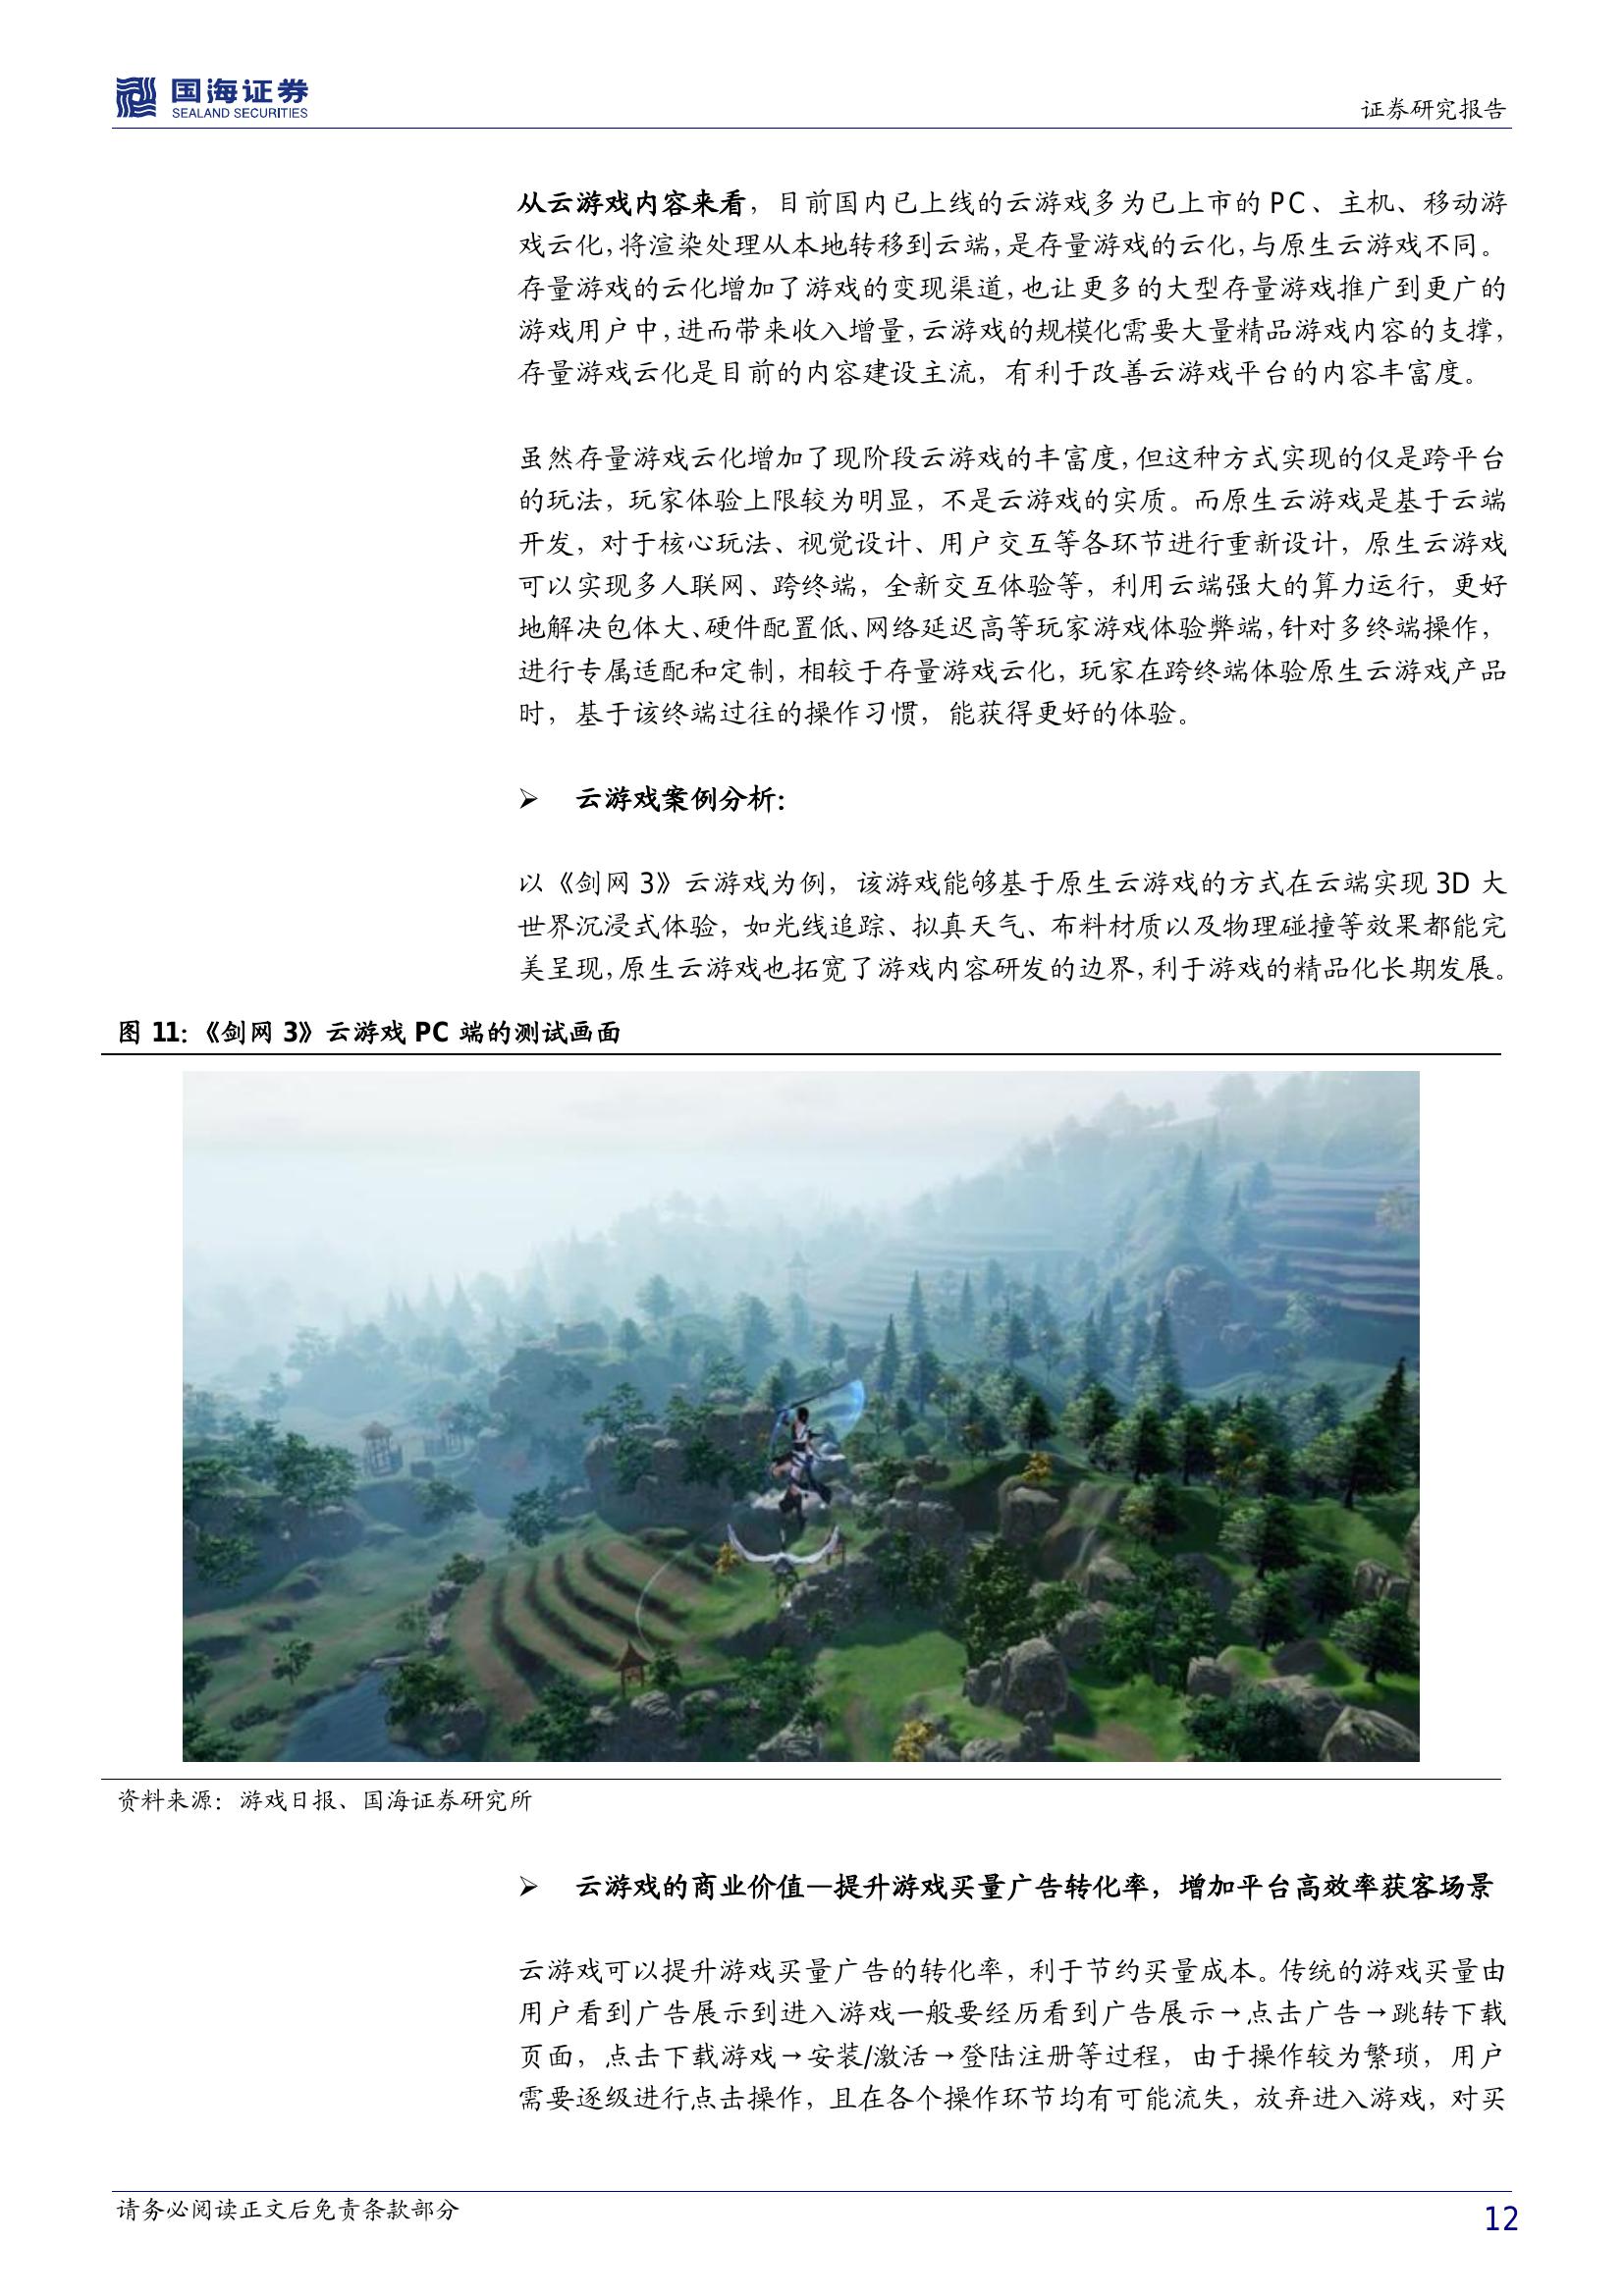 国海证券
SEALAND SECURITIES
证券研究报告
从云游戏内容来看，目前国内已上线的云游戏多为已上市的 PC、主机、移动游
戏云化，将渲染处理从本地转移到云端，是存量游戏的云化，与原生云游戏不同。
存量游戏的云化增加了游戏的变现渠道，也让更多的大型存量游戏推广到更广的
游戏用户中，进而带来收入增量，云游戏的规模化需要大量精品游戏内容的支撑，
存量游戏云化是目前的内容建设主流，有利于改善云游戏平台的内容丰富度。
虽然存量游戏云化增加了现阶段云游戏的丰富度，但这种方式实现的仅是跨平台
的玩法，玩家体验上限较为明显，不是云游戏的实质。而原生云游戏是基于云端
开发，对于核心玩法、视觉设计、用户交互等各环节进行重新设计，原生云游戏
可以实现多人联网、跨终端，全新交互体验等，利用云端强大的算力运行，更好
地解决包体大、硬件配置低、网络延迟高等玩家游戏体验弊端，针对多终端操作，
进行专属适配和定制，相较于存量游戏云化，玩家在跨终端体验原生云游戏产品
时，基于该终端过往的操作习惯，能获得更好的体验。
➢ 云游戏案例分析：
以《剑网 3》云游戏为例，该游戏能够基于原生云游戏的方式在云端实现 3D 大
世界沉浸式体验，如光线追踪、拟真天气、布料材质以及物理碰撞等效果都能完
美呈现，原生云游戏也拓宽了游戏内容研发的边界，利于游戏的精品化长期发展。
图 11：《剑网 3》云游戏 PC 端的测试画面
资料来源：游戏日报、国海证券研究所
➢ 云游戏的商业价值—提升游戏买量广告转化率，增加平台高效率获客场景
云游戏可以提升游戏买量广告的转化率，利于节约买量成本。传统的游戏买量由
用户看到广告展示到进入游戏一般要经历看到广告展示→点击广告→跳转下载
页面，点击下载游戏→安装/激活→登陆注册等过程，由于操作较为繁琐，用户
需要逐级进行点击操作，且在各个操作环节均有可能流失，放弃进入游戏，对买
请务必阅读正文后免责条款部分
12